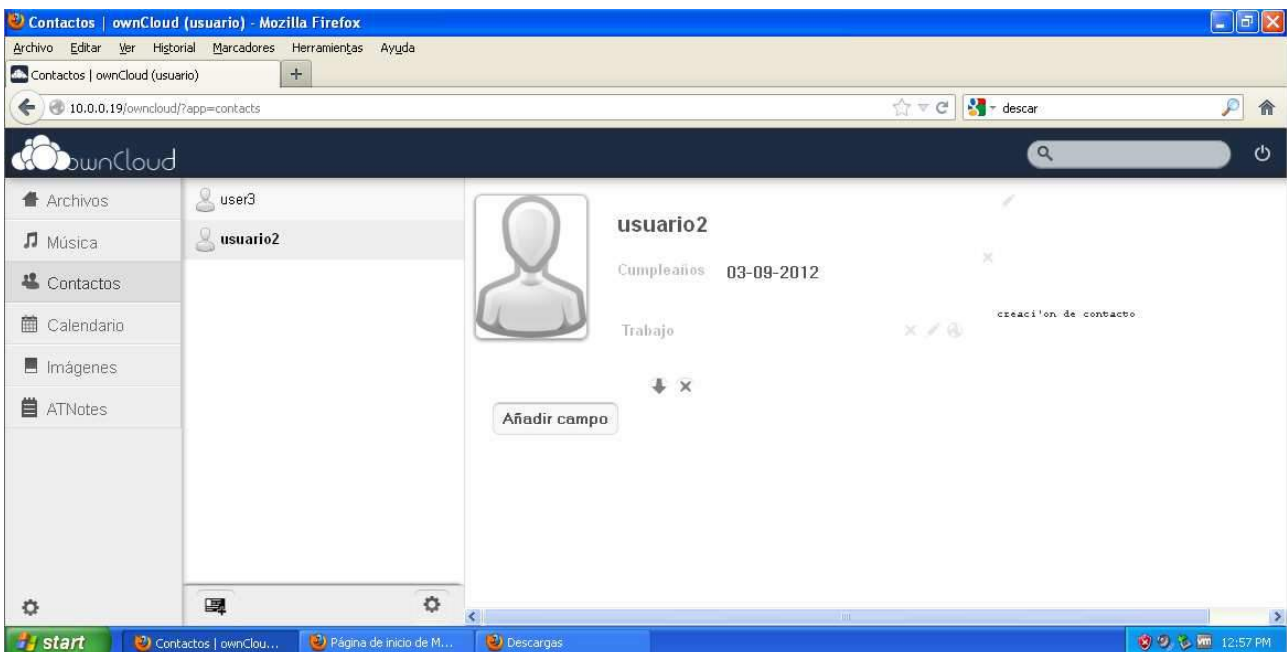 Contactos | ownCloud (usuario) - Mozilla Firefox
Archivo Editar Ver Historial Marcadores Herramientas Ayuda
Contactos | ownCloud (usuario) +
10.0.0.19/owncloud/?app=contacts descar
ownCloud
Archivos
Música
Contactos
Calendario
Imágenes
ATNotes
user3
usuario2
usuario2
Cumpleaños 03-09-2012
Trabajo
creaci'on de contacto
Añadir campo
start Contactos | ownClou... Página de inicio de M... Descargas vm 12:57 PM